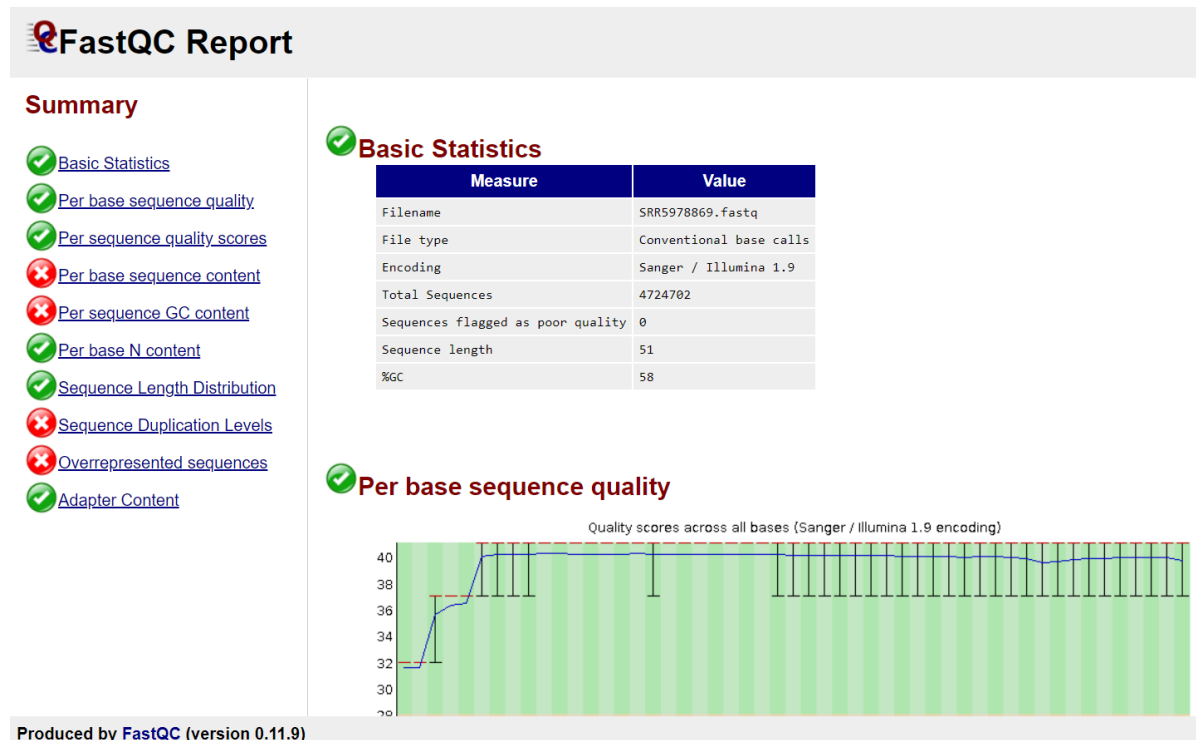 FastQC Report
Summary
Basic Statistics
Per base sequence quality
Per sequence quality scores
Per base sequence content
Per sequence GC content
Per base N content
Sequence Length Distribution
Sequence Duplication Levels
Overrepresented sequences
Adapter Content
Basic Statistics
Measure Value
Filename SRR5978869.fastq
File type Conventional base calls
Encoding Sanger / Illumina 1.9
Total Sequences 4724702
Sequences flagged as poor quality 0
Sequence length 51
%GC 58
Per base sequence quality
Quality scores across all bases (Sanger / Illumina 1.9 encoding)
40
38
36
34
32
30
28
Produced by FastQC (version 0.11.9)